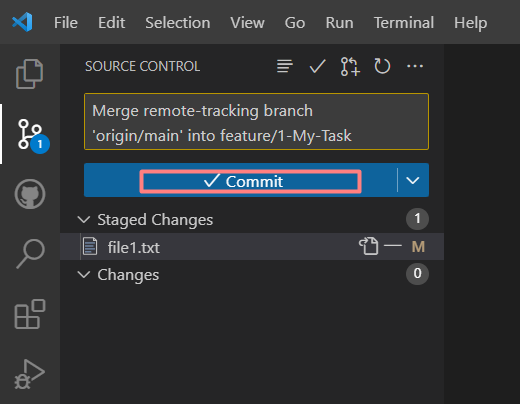 File Edit Selection View Go Run Terminal Help
SOURCE CONTROL
Merge remote-tracking branch
'origin/main' into feature/1-My-Task
1
Commit
Staged Changes 1
file1.txt M
Changes 0